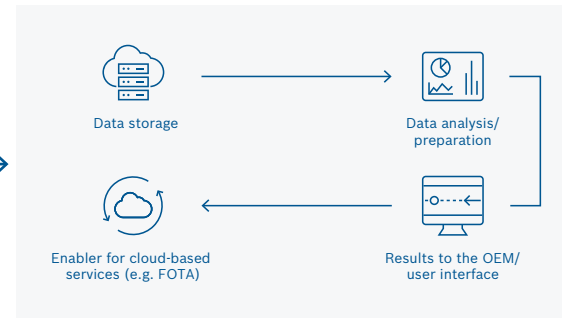 Data storage
Data analysis/
preparation
Enabler for cloud-based
services (e.g. FOTA)
Results to the OEM/
user interface